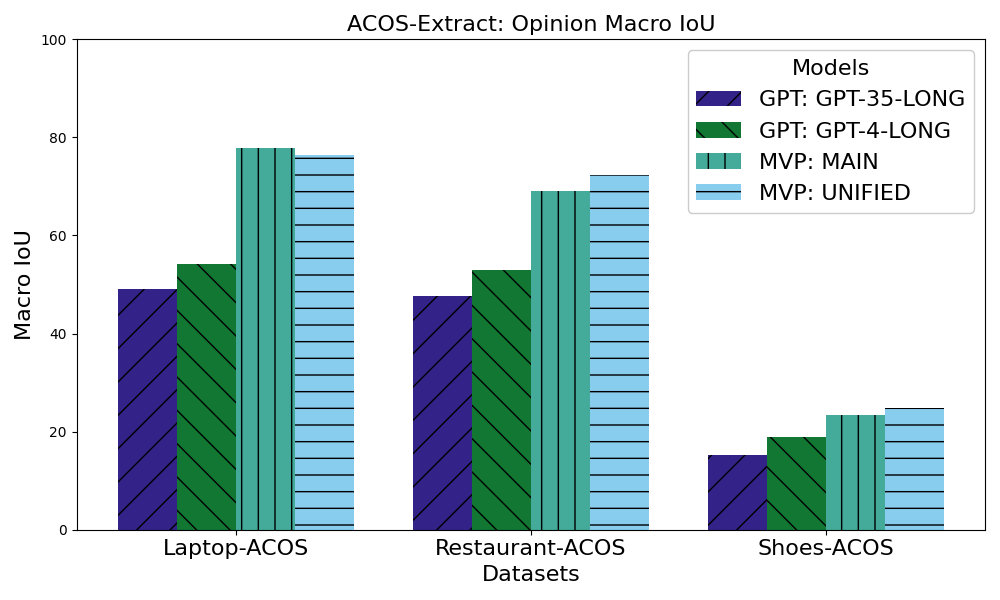 ACOS-Extract: Opinion Macro IoU
100
80
60
40
20
0
Macro IoU
Models
GPT: GPT-35-LONG
GPT: GPT-4-LONG
MVP: MAIN
MVP: UNIFIED
Laptop-ACOS
Restaurant-ACOS
Shoes-ACOS
Datasets